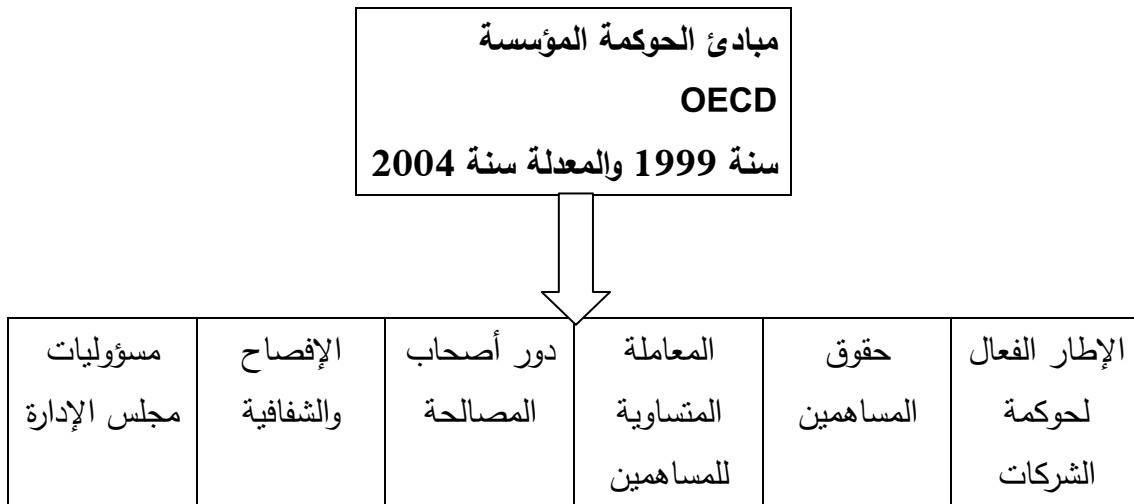 مبادئ الحوكمة المؤسسة
OECD
سنة 1999 والمعدلة سنة 2004
الإطار الفعال
لحوكمة
الشركات
حقوق
المساهمين
المعاملة
المتساوية
للمساهمين
دور أصحاب
المصالحة
الإفصاح
والشفافية
مسؤوليات
مجلس الإدارة